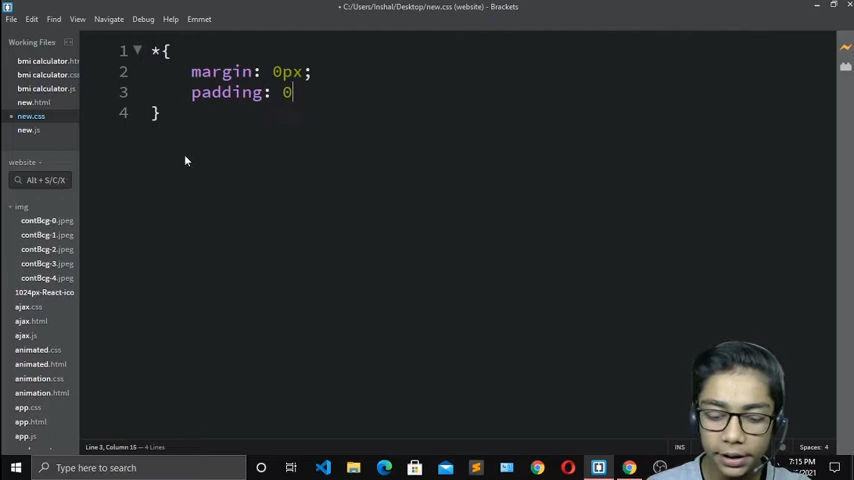 • C:/Users/Inshal/Desktop/new.css (website) - Brackets
File Edit Find View Navigate Debug Help Emmet
Working Files
bmi calculator.htm
bmi calculator.css
bmi calculator.js
new.html
new.css
new.js
website
Alt + S/C/X
img
contBcg-0.jpeg
contBcg-1.jpeg
contBcg-2.jpeg
contBcg-3.jpeg
contBcg-4.jpeg
1024px-React-ico
ajax.css
ajax.html
ajax.js
animated.css
animated.html
animation.css
animation.html
app.css
app.html
app.js
1 *{
2 margin: 0px;
3 padding: 0
4 }
Line 3, Column 15 — 4 Lines
INS
Spaces: 4
Type here to search
7:15 PM